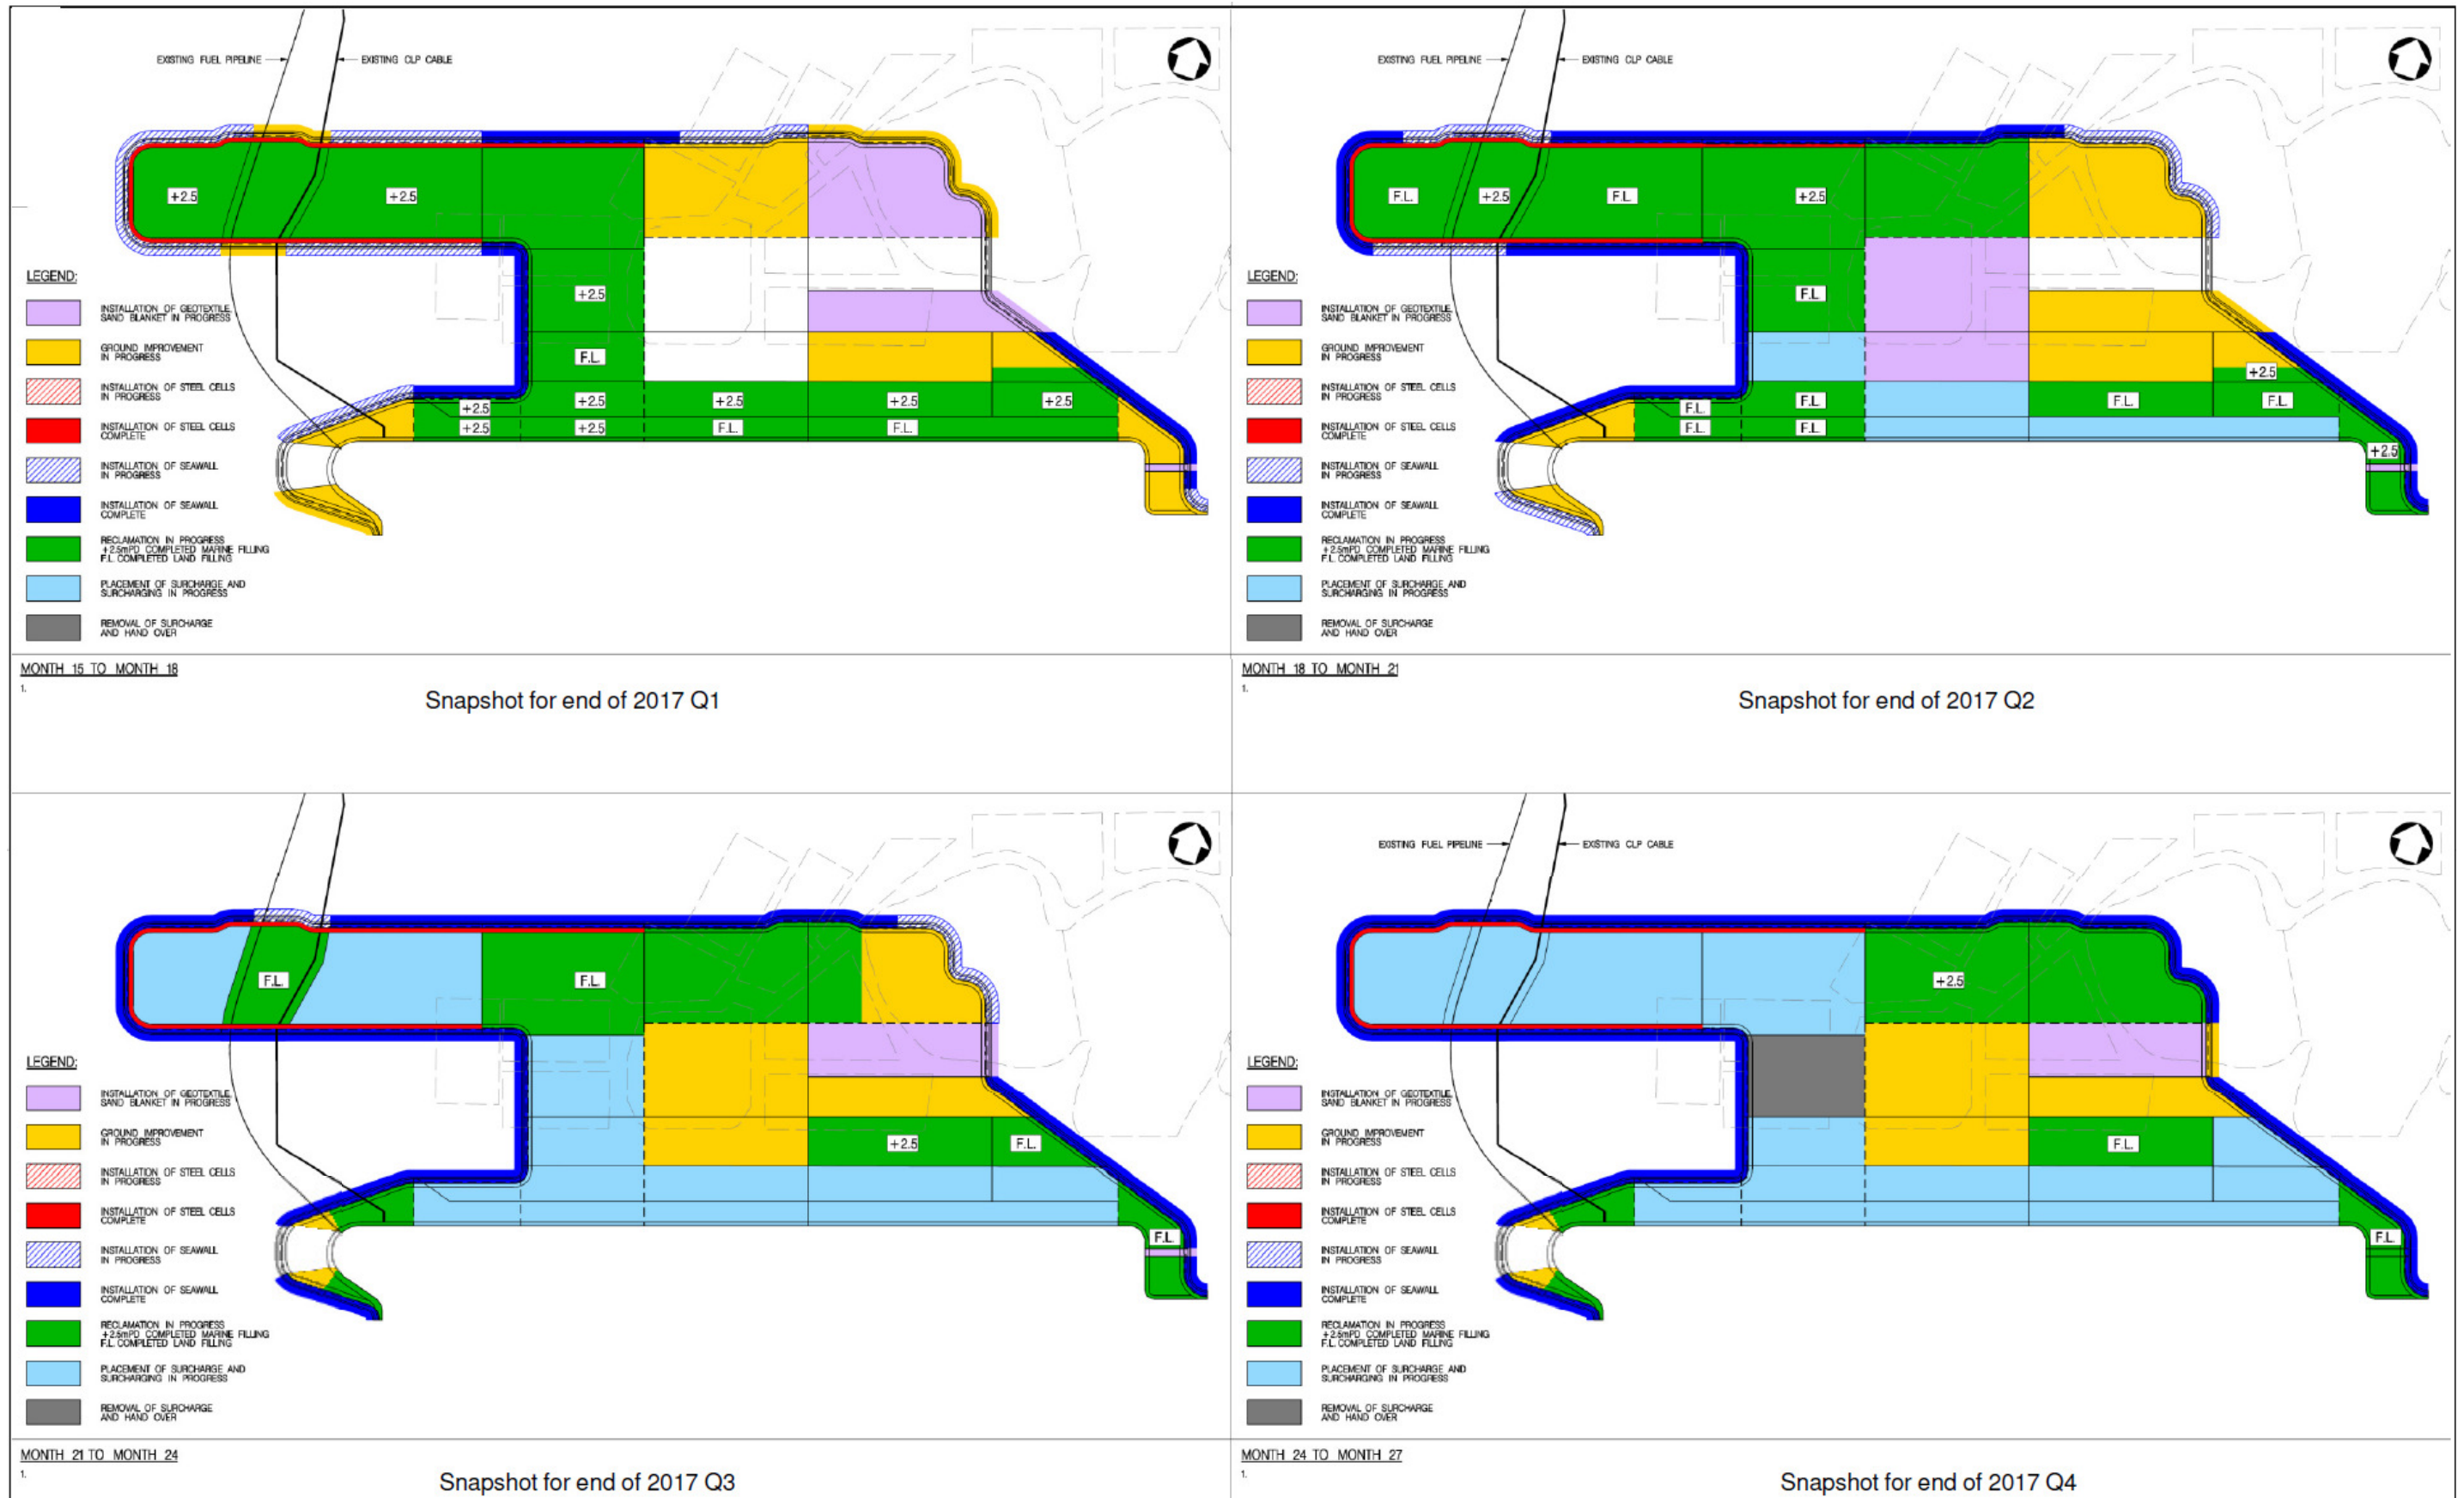 EXISTING FUEL PIPELINE
EXISTING CLP CABLE
+2.5
+2.5
+2.5
F.L.
+2.5
+2.5
+2.5
+2.5
+2.5
+2.5
+2.5
F.L.
F.L.
LEGEND:
INSTALLATION OF GEOTEXTILE,
SAND BLANKET IN PROGRESS
GROUND IMPROVEMENT
IN PROGRESS
INSTALLATION OF STEEL CELLS
IN PROGRESS
INSTALLATION OF STEEL CELLS
COMPLETE
INSTALLATION OF SEAWALL
IN PROGRESS
INSTALLATION OF SEAWALL
COMPLETE
RECLAMATION IN PROGRESS
+2.5mPD COMPLETED MARINE FILLING
F.L. COMPLETED LAND FILLING
PLACEMENT OF SURCHARGE AND
SURCHARGING IN PROGRESS
REMOVAL OF SURCHARGE
AND HAND OVER
MONTH 15 TO MONTH 18
1.
Snapshot for end of 2017 Q1
EXISTING FUEL PIPELINE
EXISTING CLP CABLE
F.L.
+2.5
F.L.
+2.5
F.L.
+2.5
F.L.
F.L.
F.L.
F.L.
F.L.
F.L.
+2.5
LEGEND:
INSTALLATION OF GEOTEXTILE,
SAND BLANKET IN PROGRESS
GROUND IMPROVEMENT
IN PROGRESS
INSTALLATION OF STEEL CELLS
IN PROGRESS
INSTALLATION OF STEEL CELLS
COMPLETE
INSTALLATION OF SEAWALL
IN PROGRESS
INSTALLATION OF SEAWALL
COMPLETE
RECLAMATION IN PROGRESS
+2.5mPD COMPLETED MARINE FILLING
F.L. COMPLETED LAND FILLING
PLACEMENT OF SURCHARGE AND
SURCHARGING IN PROGRESS
REMOVAL OF SURCHARGE
AND HAND OVER
MONTH 18 TO MONTH 21
1.
Snapshot for end of 2017 Q2
F.L.
F.L.
+2.5
F.L.
F.L.
LEGEND:
INSTALLATION OF GEOTEXTILE,
SAND BLANKET IN PROGRESS
GROUND IMPROVEMENT
IN PROGRESS
INSTALLATION OF STEEL CELLS
IN PROGRESS
INSTALLATION OF STEEL CELLS
COMPLETE
INSTALLATION OF SEAWALL
IN PROGRESS
INSTALLATION OF SEAWALL
COMPLETE
RECLAMATION IN PROGRESS
+2.5mPD COMPLETED MARINE FILLING
F.L. COMPLETED LAND FILLING
PLACEMENT OF SURCHARGE AND
SURCHARGING IN PROGRESS
REMOVAL OF SURCHARGE
AND HAND OVER
MONTH 21 TO MONTH 24
1.
Snapshot for end of 2017 Q3
EXISTING FUEL PIPELINE
EXISTING CLP CABLE
+2.5
F.L.
F.L.
LEGEND:
INSTALLATION OF GEOTEXTILE,
SAND BLANKET IN PROGRESS
GROUND IMPROVEMENT
IN PROGRESS
INSTALLATION OF STEEL CELLS
IN PROGRESS
INSTALLATION OF STEEL CELLS
COMPLETE
INSTALLATION OF SEAWALL
IN PROGRESS
INSTALLATION OF SEAWALL
COMPLETE
RECLAMATION IN PROGRESS
+2.5mPD COMPLETED MARINE FILLING
F.L. COMPLETED LAND FILLING
PLACEMENT OF SURCHARGE AND
SURCHARGING IN PROGRESS
REMOVAL OF SURCHARGE
AND HAND OVER
MONTH 24 TO MONTH 27
1.
Snapshot for end of 2017 Q4